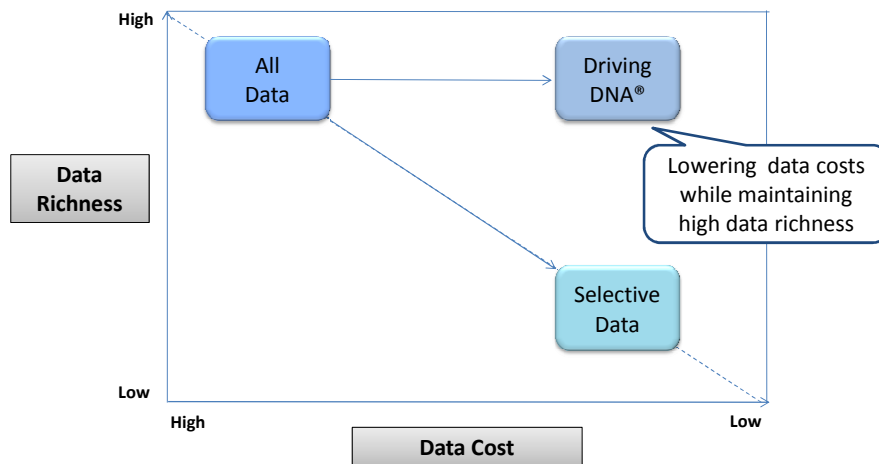 High
All
Data
Driving
DNA®
Data
Richness
Lowering data costs
while maintaining
high data richness
Selective
Data
Low
High
Low
Data Cost